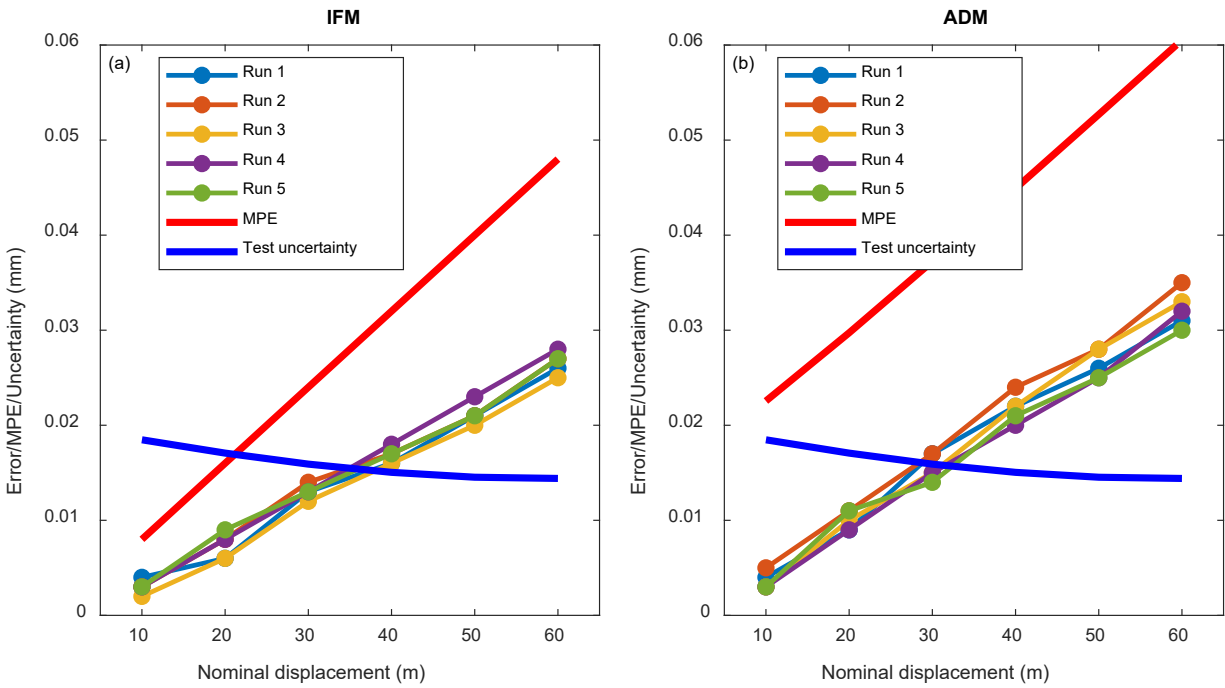 IFM
(a)
Run 1
Run 2
Run 3
Run 4
Run 5
MPE
Test uncertainty
0.06
0.05
0.04
0.03
0.02
0.01
0
Error/MPE/Uncertainty (mm)
10 20 30 40 50 60
Nominal displacement (m)
ADM
(b)
Run 1
Run 2
Run 3
Run 4
Run 5
MPE
Test uncertainty
0.06
0.05
0.04
0.03
0.02
0.01
0
Error/MPE/Uncertainty (mm)
10 20 30 40 50 60
Nominal displacement (m)